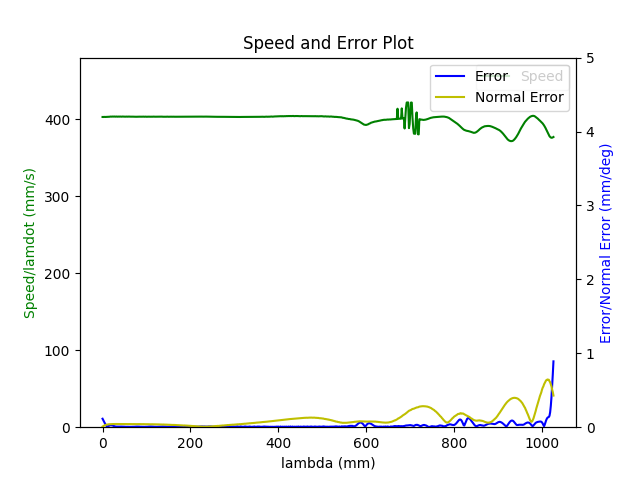 Speed and Error Plot
Error
Speed
Normal Error
Speed/lamdot (mm/s)
400
300
200
100
0
5
4
3
2
1
0
Error/Normal Error (mm/deg)
0
200
400
600
800
1000
lambda (mm)